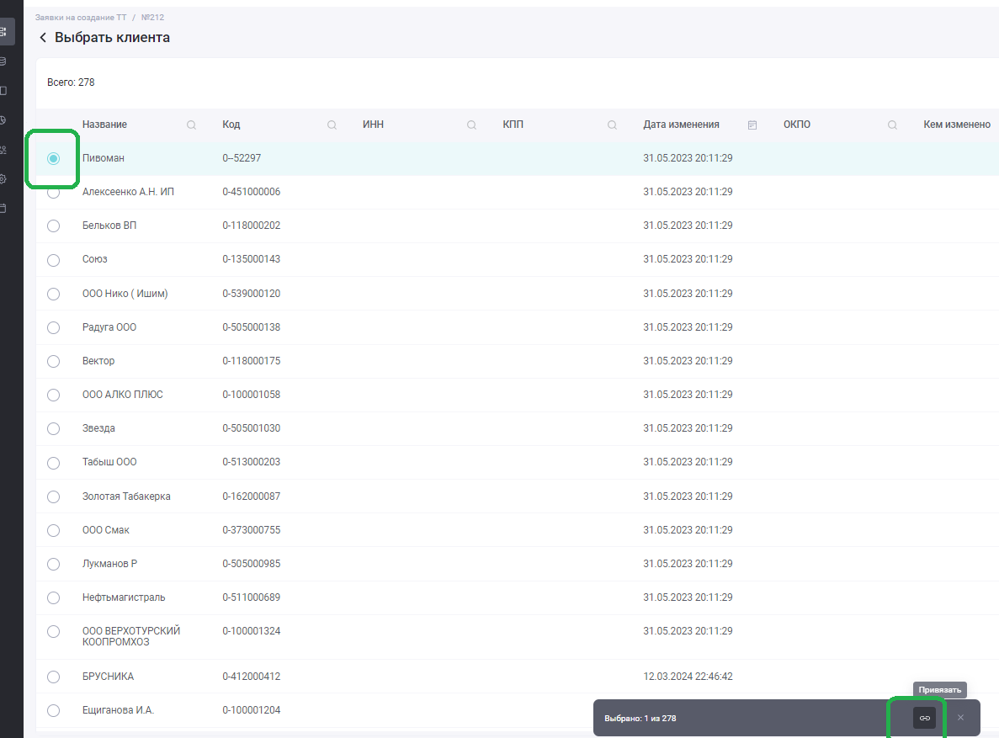 Заявки на создание ТТ / №212
Выбрать клиента
Всего: 278
Название Код ИНН КПП Дата изменения ОКПО Кем изменено
Пивоман 0--52297 31.05.2023 20:11:29
Алексеенко А.Н. ИП 0-451000006 31.05.2023 20:11:29
Бельков ВП 0-118000202 31.05.2023 20:11:29
Союз 0-135000143 31.05.2023 20:11:29
ООО Нико ( Ишим) 0-539000120 31.05.2023 20:11:29
Радуга ООО 0-505000138 31.05.2023 20:11:29
Вектор 0-118000175 31.05.2023 20:11:29
ООО АЛКО ПЛЮС 0-100001058 31.05.2023 20:11:29
Звезда 0-505001030 31.05.2023 20:11:29
Табыш ООО 0-513000203 31.05.2023 20:11:29
Золотая Табакерка 0-162000087 31.05.2023 20:11:29
ООО Смак 0-373000755 31.05.2023 20:11:29
Лукманов Р 0-505000985 31.05.2023 20:11:29
Нефтьмагистраль 0-511000689 31.05.2023 20:11:29
ООО ВЕРХОТУРСКИЙ 0-100001324 31.05.2023 20:11:29
КООПРОМХОЗ
БРУСНИКА 0-412000412 12.03.2024 22:46:42
Привязать
Ещиганова И.А. 0-100001204
Выбрано: 1 из 278